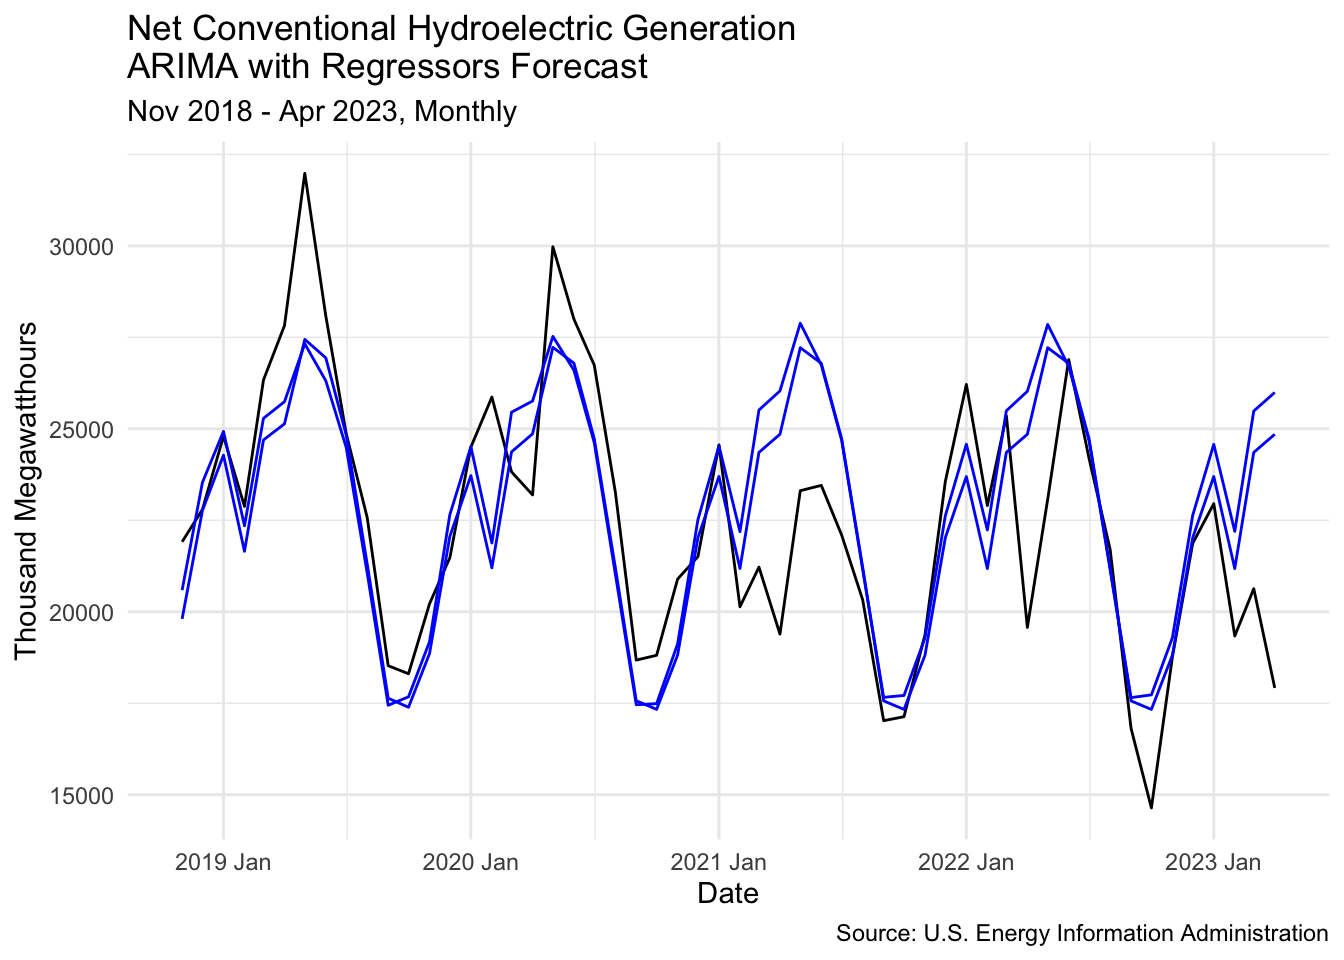 Net Conventional Hydroelectric Generation
ARIMA with Regressors Forecast
Nov 2018 - Apr 2023, Monthly
Thousand Megawatthours
30000
25000
20000
15000
2019 Jan
2020 Jan
2021 Jan
2022 Jan
2023 Jan
Date
Source: U.S. Energy Information Administration